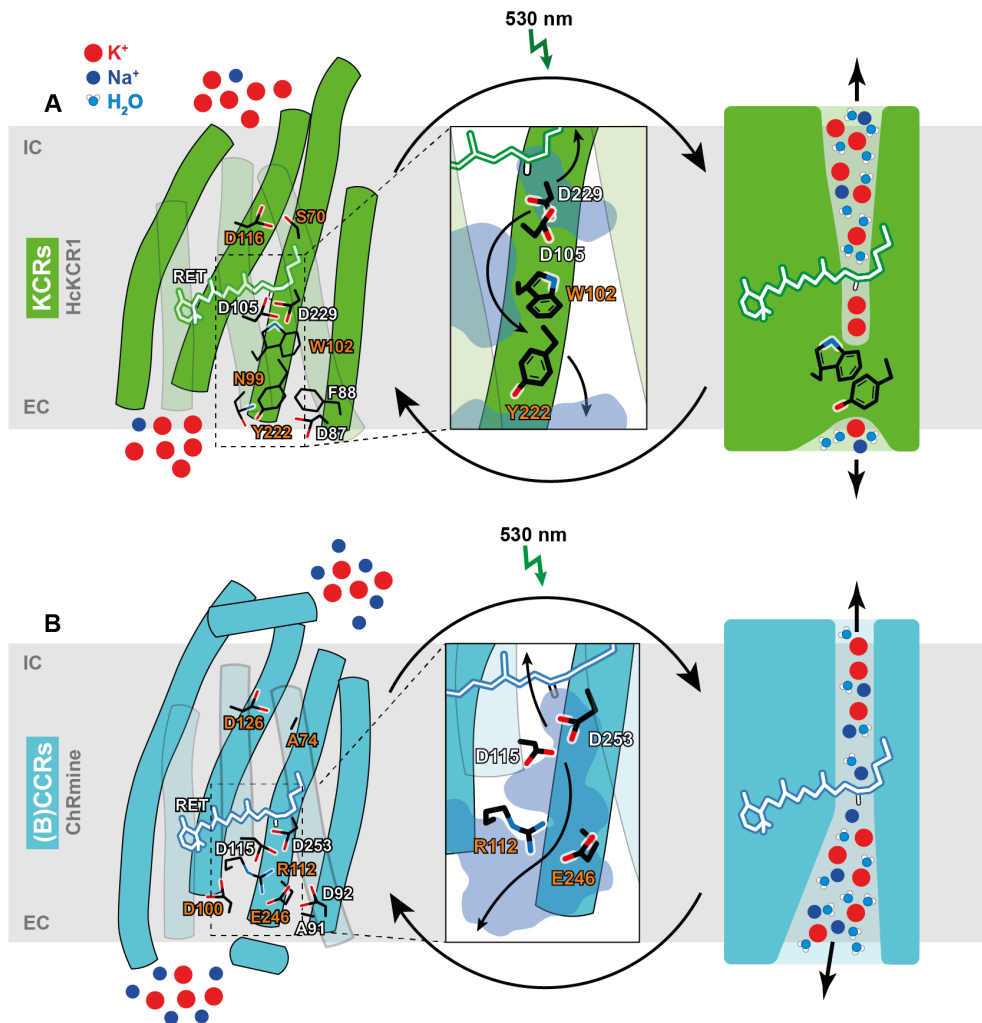 530 nm
K⁺
Na⁺
H₂O
A
IC
EC
KCRs
HcKCR1
S70
D116
RET
D105
D229
W102
N99
F88
Y222
D87
D229
D105
W102
Y222
530 nm
B
IC
EC
(B)CCRs
ChRmine
D126
A74
RET
D115
D253
R112
D92
D100
E246
A91
D253
D115
R112
E246